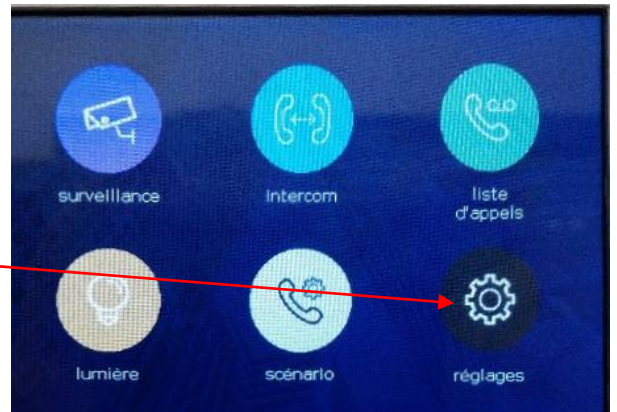 surveillance
Intercom
liste
d'appels
lumière
scénario
réglages